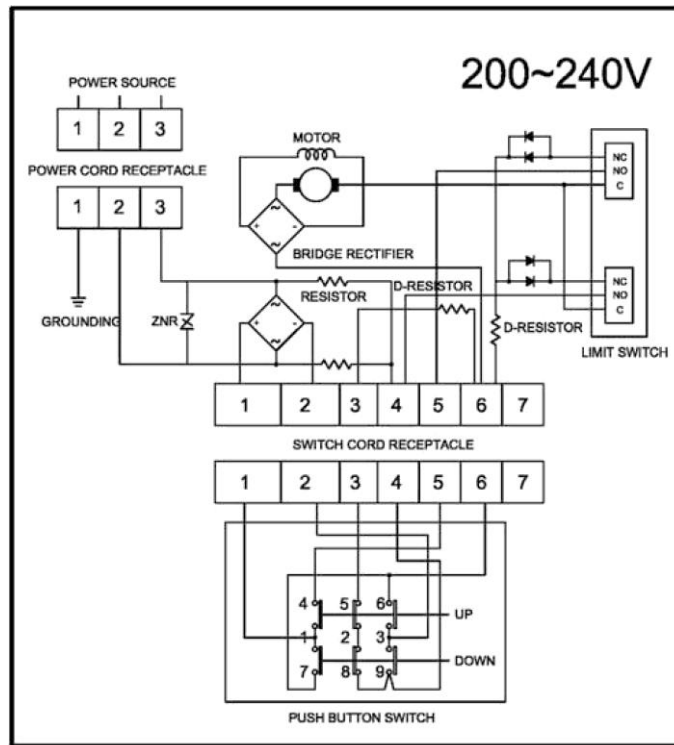 200~240V
POWER SOURCE
1 2 3
POWER CORD RECEPTACLE
1 2 3
MOTOR
~
+ -
~
BRIDGE RECTIFIER
NC
NO
C
NC
NO
C
LIMIT SWITCH
GROUNDING
ZNR
RESISTOR
D-RESISTOR
D-RESISTOR
~
+ -
~
1 2 3 4 5 6 7
SWITCH CORD RECEPTACLE
1 2 3 4 5 6 7
4 5 6
UP
1 2 3
DOWN
7 8 9
PUSH BUTTON SWITCH